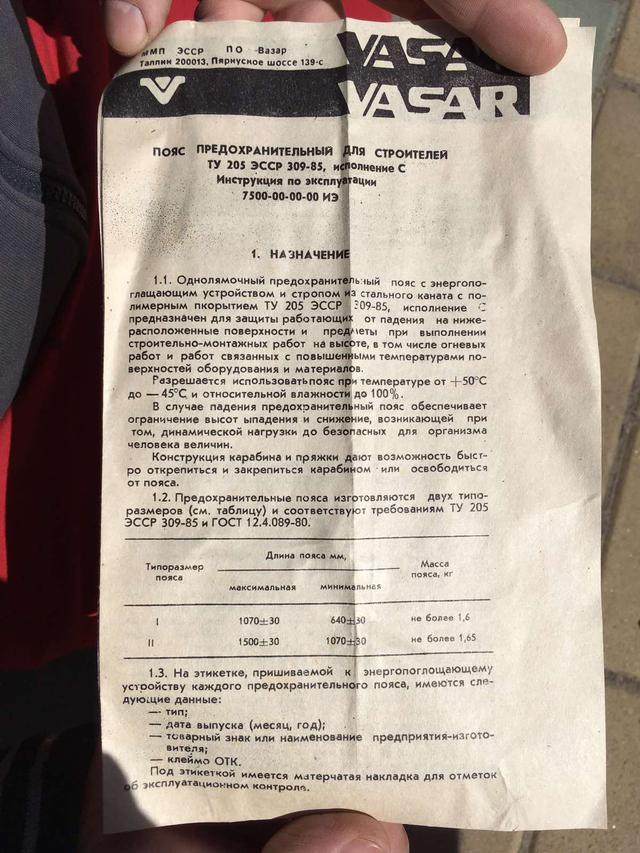 ММП ЭССР ПО Вазар
Таллин 200013, Пярнуское шоссе 139-с
VASAR
VASAR
ПОЯС ПРЕДОХРАНИТЕЛЬНЫЙ ДЛЯ СТРОИТЕЛЕЙ
ТУ 205 ЭССР 309-85, исполнение С
Инструкция по эксплуатации
7500-00-00-00 ИЭ
1. НАЗНАЧЕНИЕ
1.1. Однолямочный предохранительный пояс с энергопо-
глащающим устройством и стропом из стального каната с по-
лимерным пкорытием ТУ 205 ЭССР 309-85, исполнение С
предназначен для защиты работающих от падения на ниже-
расположенные поверхности и предметы при выполнении
строительно-монтажных работ на высоте, в том числе огневых
работ и работ связанных с повышенными температурами по-
верхностей оборудования и материалов.
Разрешается использовать пояс при температуре от +50°С
до — 45°С и относительной влажности до 100%.
В случае падения предохранительный пояс обеспечивает
ограничение высот ыпадения и снижение, возникающей при
том, динамической нагрузки до безопасных для организма
человека величин.
Конструкция карабина и пряжки дают возможность быст-
ро открепиться и закрепиться карабином или освободиться
от пояса.
1.2. Предохранительные пояса изготовляются двух типо-
размеров (см. таблицу) и соответствуют требованиям ТУ 205
ЭССР 309-85 и ГОСТ 12.4.089-80.
Типоразмер пояса Длина пояса мм, Масса пояса, кг
максимальная минимальная
I 1070±30 640±30 не более 1,6
II 1500±30 1070±30 не более 1,65
1.3. На этикетке, пришиваемой к энергопоглощающему
устройству каждого предохранительного пояса, имеются сле-
дующие данные:
— тип;
— дата выпуска (месяц, год);
— товарный знак или наименование предприятия-изгото-
вителя;
— клеймо ОТК.
Под этикеткой имеется матерчатая накладка для отметок
об эксплуатационном контроле.